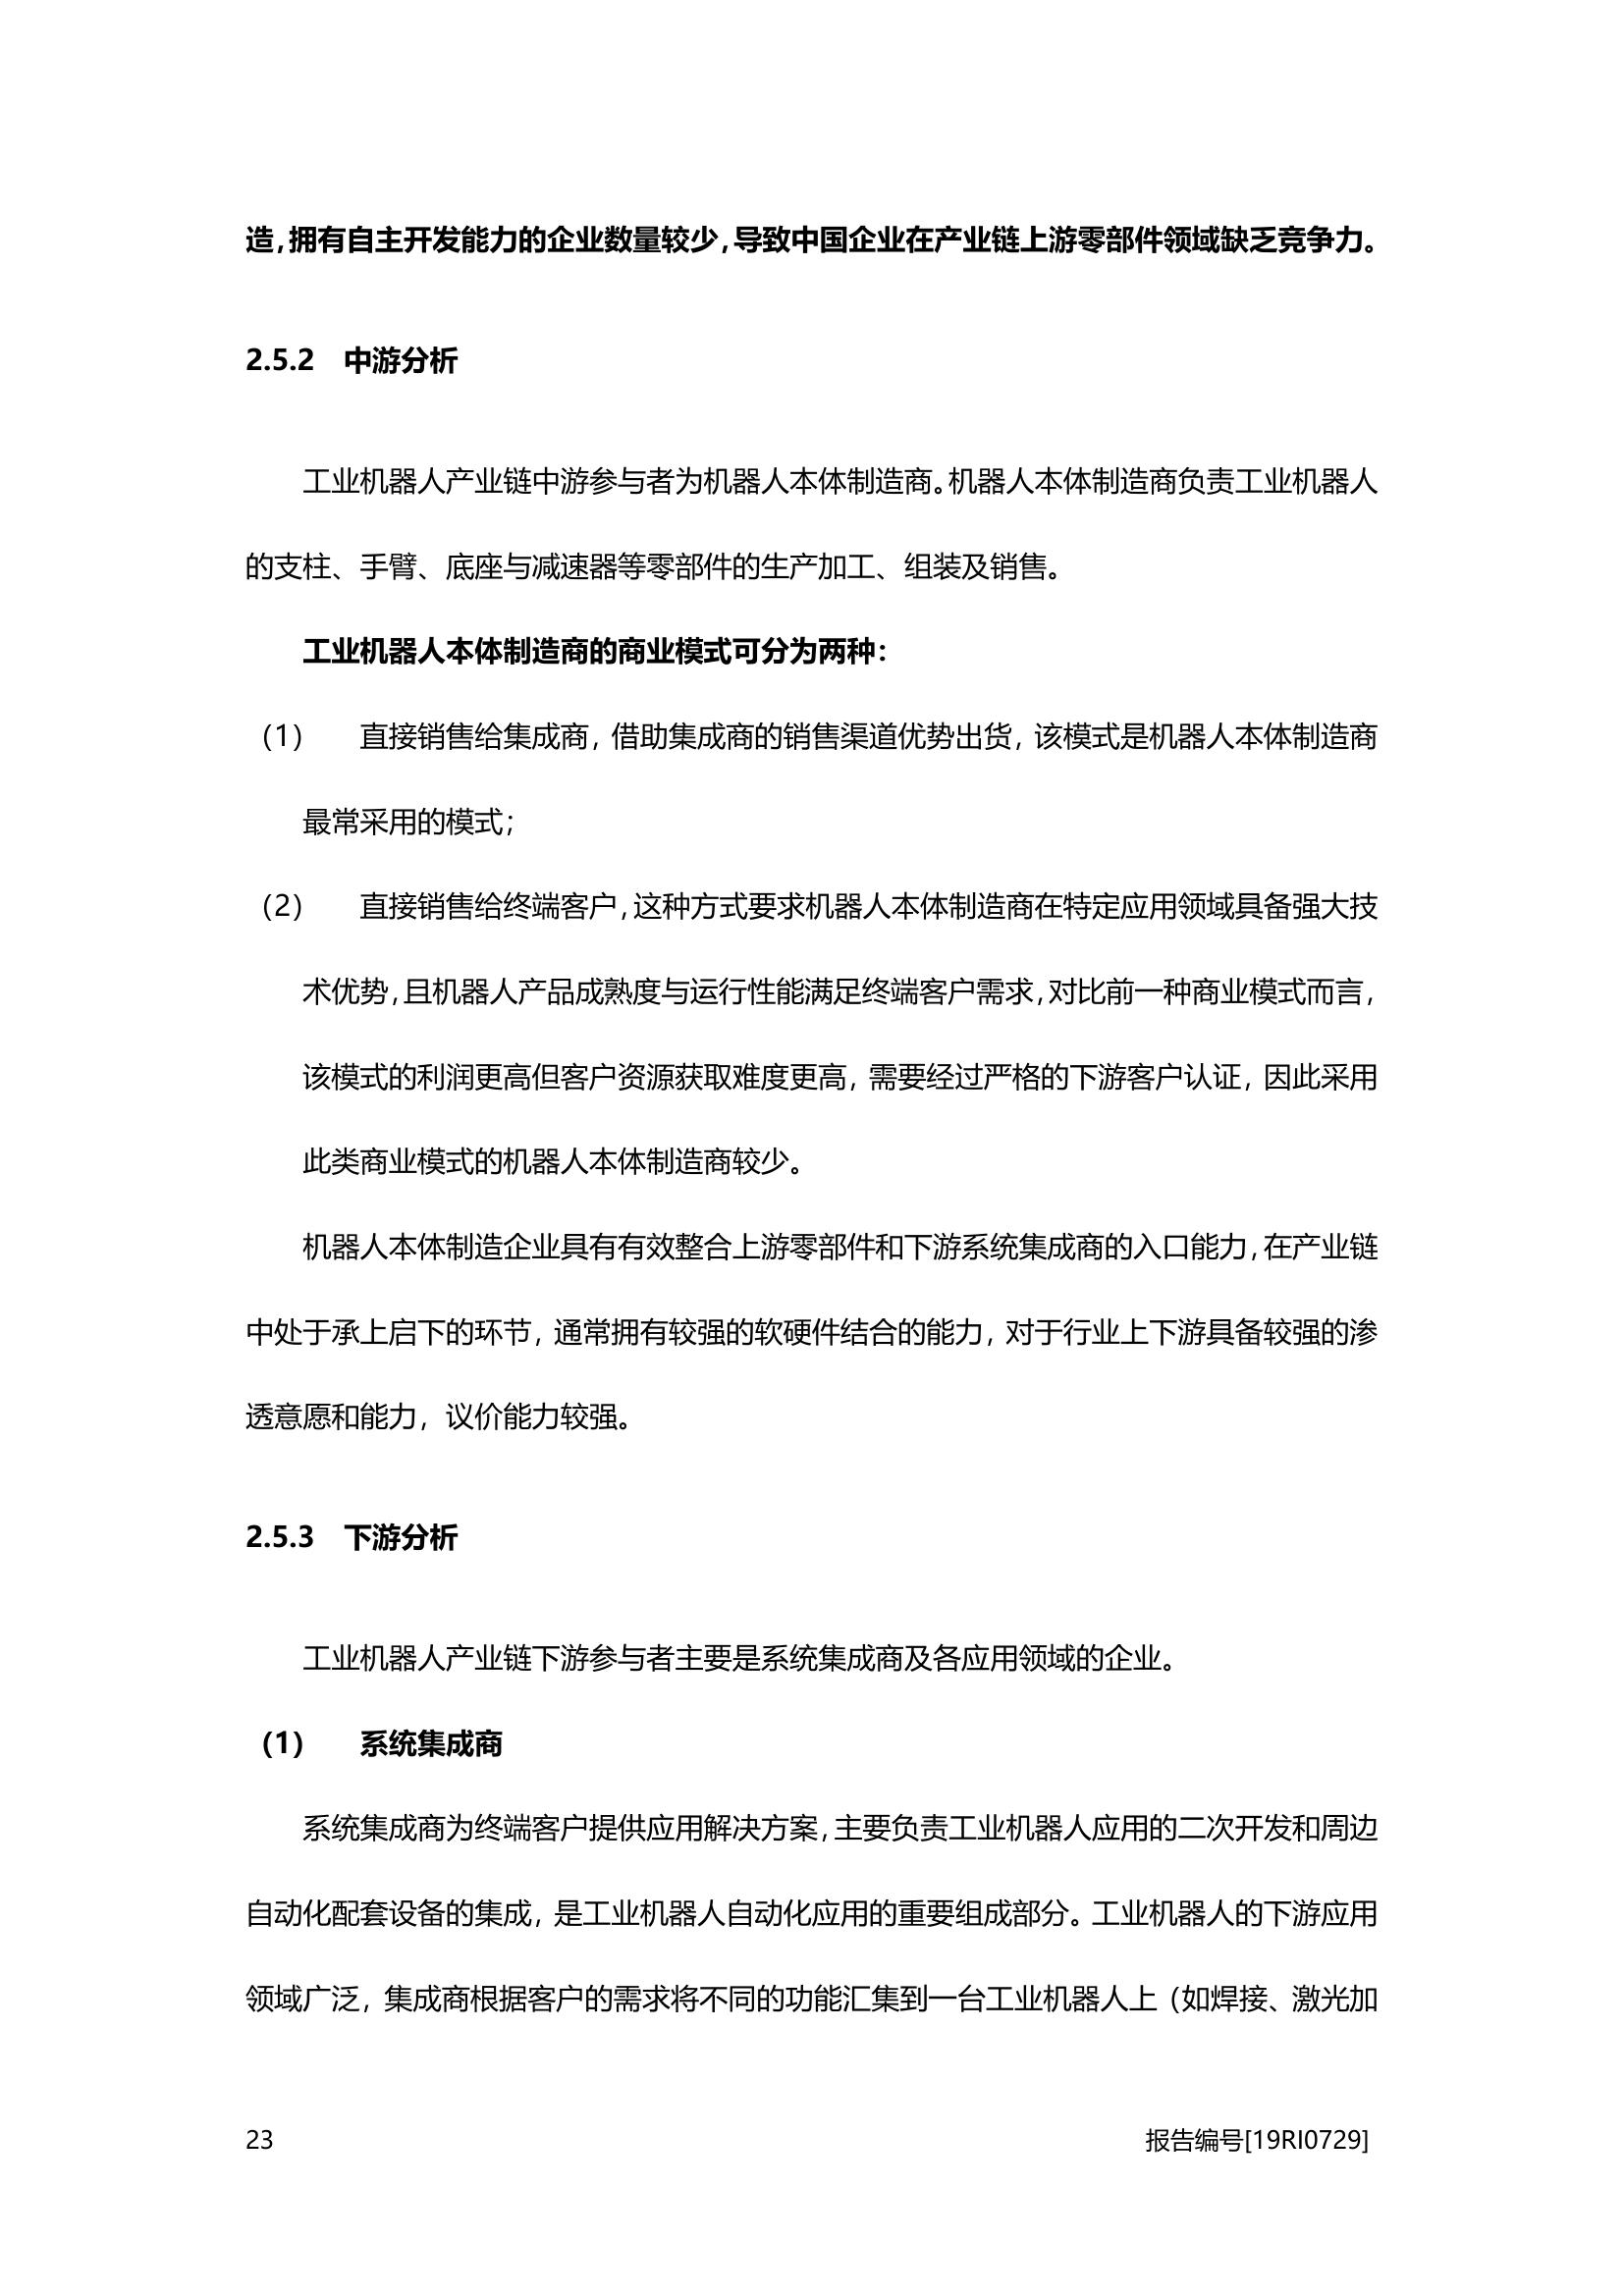 造，拥有自主开发能力的企业数量较少，导致中国企业在产业链上游零部件领域缺乏竞争力。
2.5.2 中游分析
工业机器人产业链中游参与者为机器人本体制造商。机器人本体制造商负责工业机器人
的支柱、手臂、底座与减速器等零部件的生产加工、组装及销售。
工业机器人本体制造商的商业模式可分为两种：
（1） 直接销售给集成商，借助集成商的销售渠道优势出货，该模式是机器人本体制造商
最常采用的模式；
（2） 直接销售给终端客户，这种方式要求机器人本体制造商在特定应用领域具备强大技
术优势，且机器人产品成熟度与运行性能满足终端客户需求，对比前一种商业模式而言，
该模式的利润更高但客户资源获取难度更高，需要经过严格的下游客户认证，因此采用
此类商业模式的机器人本体制造商较少。
机器人本体制造企业具有有效整合上游零部件和下游系统集成商的入口能力，在产业链
中处于承上启下的环节，通常拥有较强的软硬件结合的能力，对于行业上下游具备较强的渗
透意愿和能力，议价能力较强。
2.5.3 下游分析
工业机器人产业链下游参与者主要是系统集成商及各应用领域的企业。
（1） 系统集成商
系统集成商为终端客户提供应用解决方案，主要负责工业机器人应用的二次开发和周边
自动化配套设备的集成，是工业机器人自动化应用的重要组成部分。工业机器人的下游应用
领域广泛，集成商根据客户的需求将不同的功能汇集到一台工业机器人上（如焊接、激光加
23 报告编号[19RI0729]